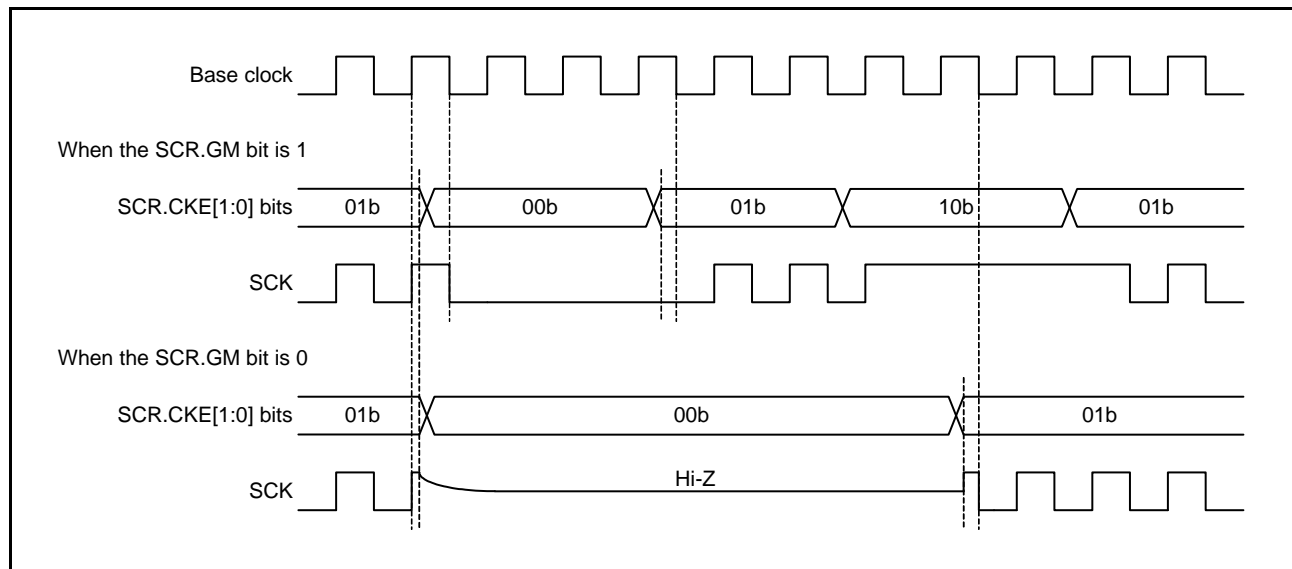 Base clock
When the SCR.GM bit is 1
SCR.CKE[1:0] bits 01b 00b 01b 10b 01b
SCK
When the SCR.GM bit is 0
SCR.CKE[1:0] bits 01b 00b 01b
SCK Hi-Z